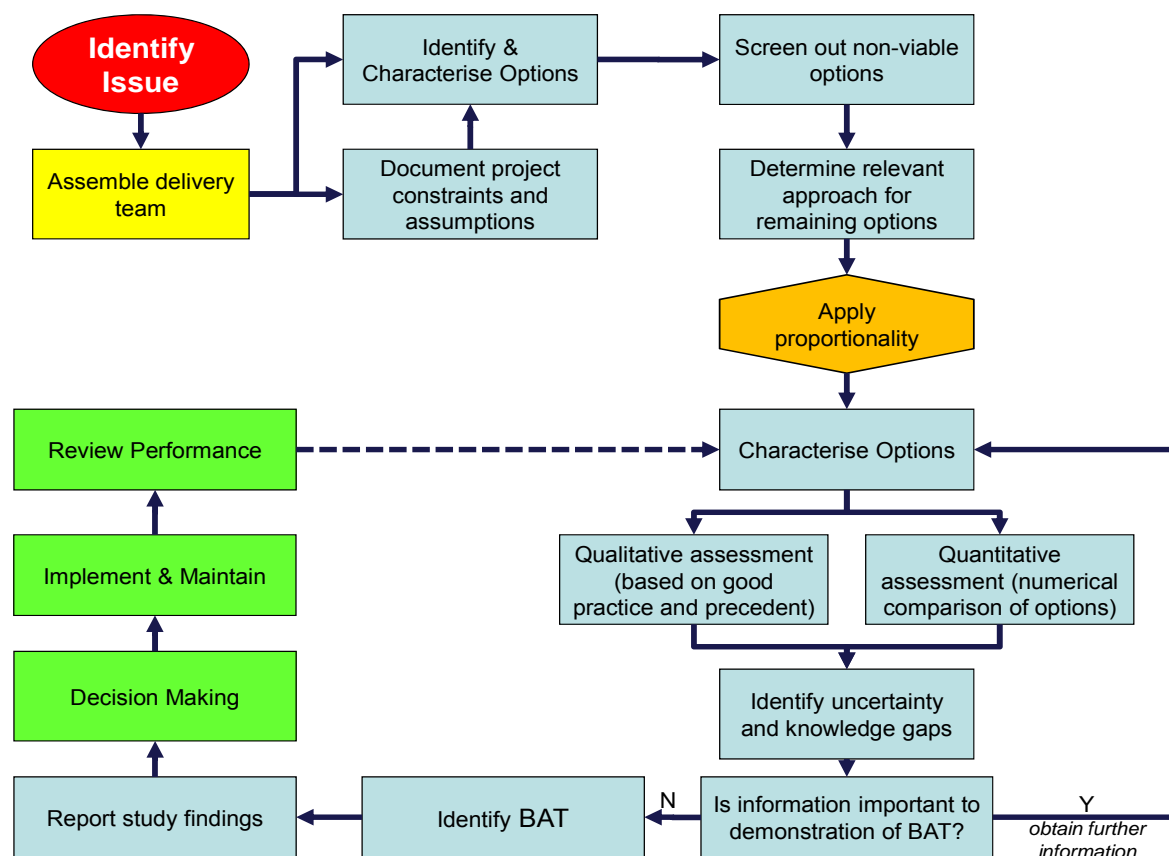 Identify
Issue
Assemble delivery
team
Identify &
Characterise Options
Document project
constraints and
assumptions
Screen out non-viable
options
Determine relevant
approach for
remaining options
Apply
proportionality
Characterise Options
Qualitative assessment
(based on good
practice and precedent)
Quantitative
assessment (numerical
comparison of options)
Identify uncertainty
and knowledge gaps
Is information important to
demonstration of BAT?
Y
obtain further
information
N
Identify BAT
Report study findings
Decision Making
Implement & Maintain
Review Performance